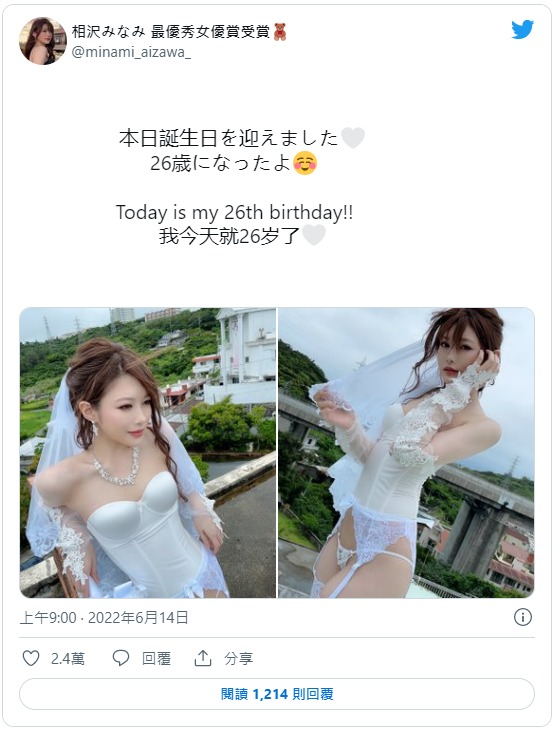 相沢みなみ 最優秀女優賞受賞🧸
@minami_aizawa_
本日誕生日を迎えました🤍
26歳になったよ☺️
Today is my 26th birthday!!
我今天就26岁了🤍
上午9:00 · 2022年6月14日
2.4萬 回覆 分享
閱讀 1,214 則回覆